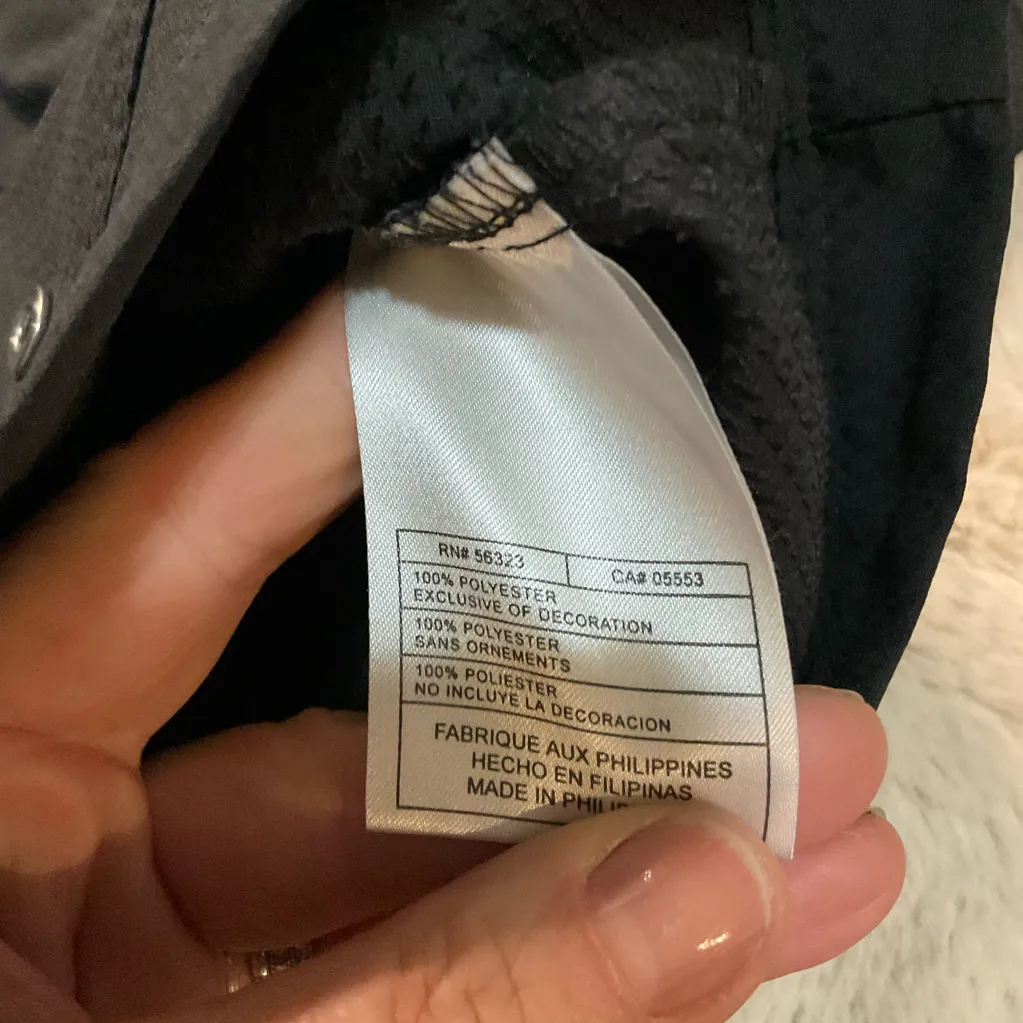 RN# 56323 CA# 05553
100% POLYESTER
EXCLUSIVE OF DECORATION
100% POLYESTER
SANS ORNEMENTS
100% POLIESTER
NO INCLUYE LA DECORACION
FABRIQUE AUX PHILIPPINES
HECHO EN FILIPINAS
MADE IN